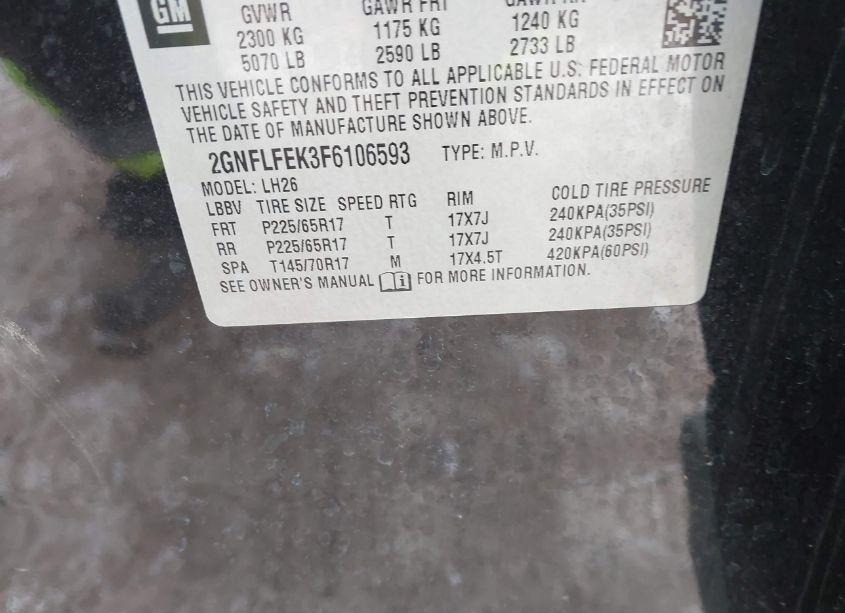 GM
GVWR GAWR FRT GAWR RR
2300 KG 1175 KG 1240 KG
5070 LB 2590 LB 2733 LB
THIS VEHICLE CONFORMS TO ALL APPLICABLE U.S. FEDERAL MOTOR
VEHICLE SAFETY AND THEFT PREVENTION STANDARDS IN EFFECT ON
THE DATE OF MANUFACTURE SHOWN ABOVE.
2GNFLFEK3F6106593 TYPE: M.P.V.
MODEL: LH26
LBBV TIRE SIZE SPEED RTG RIM COLD TIRE PRESSURE
FRT P225/65R17 T 17X7J 240KPA(35PSI)
RR P225/65R17 T 17X7J 240KPA(35PSI)
SPA T145/70R17 M 17X4.5T 420KPA(60PSI)
SEE OWNER'S MANUAL FOR MORE INFORMATION.